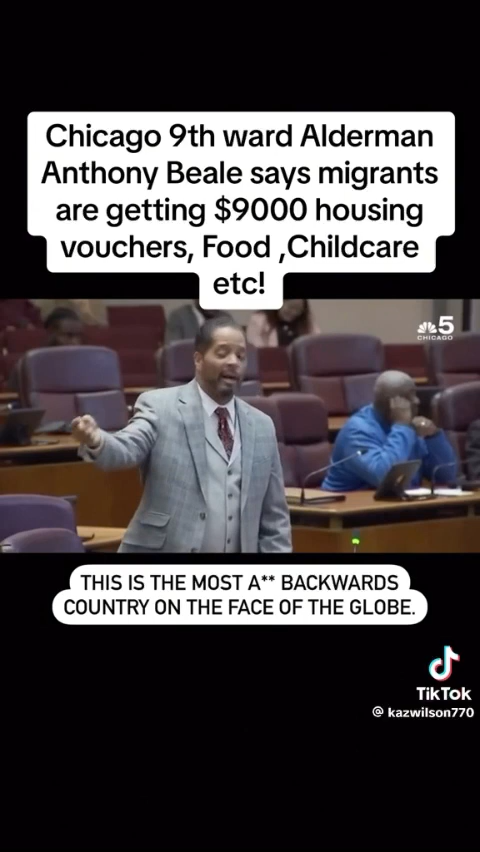 Chicago 9th ward Alderman
Anthony Beale says migrants
are getting $9000 housing
vouchers, Food ,Childcare
etc!
5
CHICAGO
THIS IS THE MOST A** BACKWARDS
COUNTRY ON THE FACE OF THE GLOBE.
TikTok
@ kazwilson770